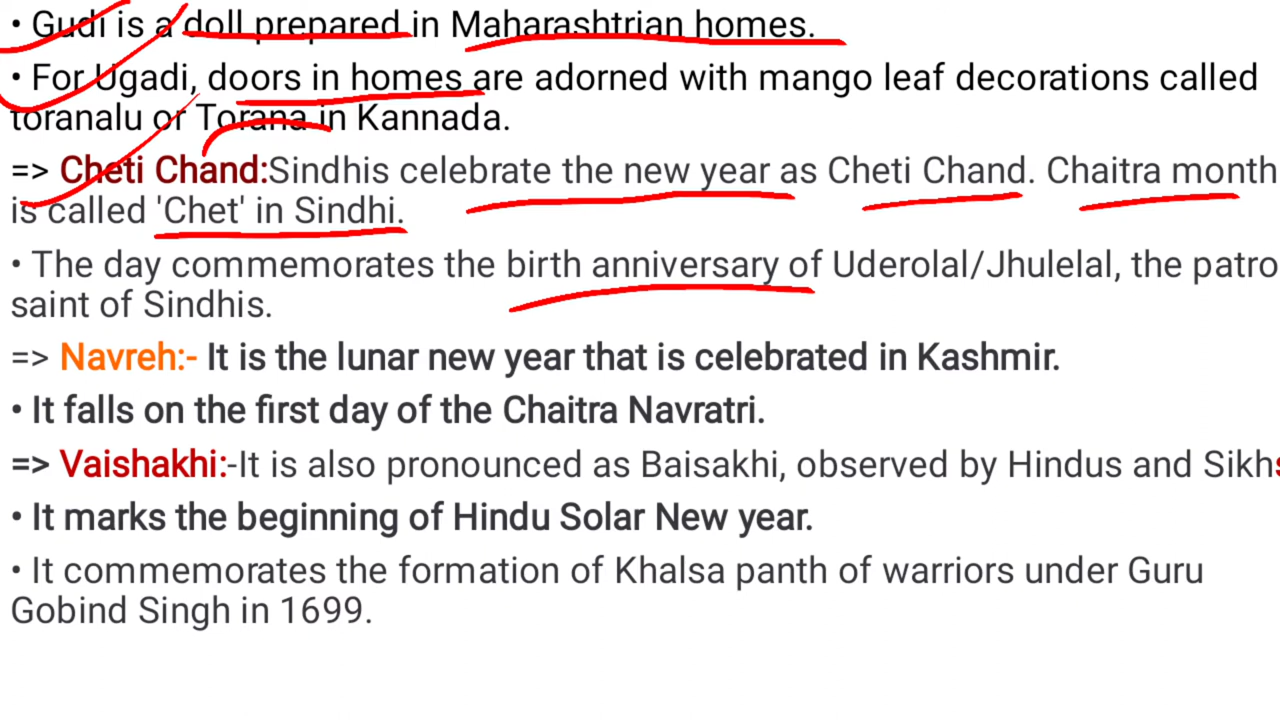 • Gudi is a doll prepared in Maharashtrian homes.
• For Ugadi, doors in homes are adorned with mango leaf decorations called
toranalu or Torana in Kannada.
=> Cheti Chand:Sindhis celebrate the new year as Cheti Chand. Chaitra month
is called 'Chet' in Sindhi.
• The day commemorates the birth anniversary of Uderolal/Jhulelal, the patro
saint of Sindhis.
=> Navreh:- It is the lunar new year that is celebrated in Kashmir.
• It falls on the first day of the Chaitra Navratri.
=> Vaishakhi:-It is also pronounced as Baisakhi, observed by Hindus and Sikhs
• It marks the beginning of Hindu Solar New year.
• It commemorates the formation of Khalsa panth of warriors under Guru
Gobind Singh in 1699.